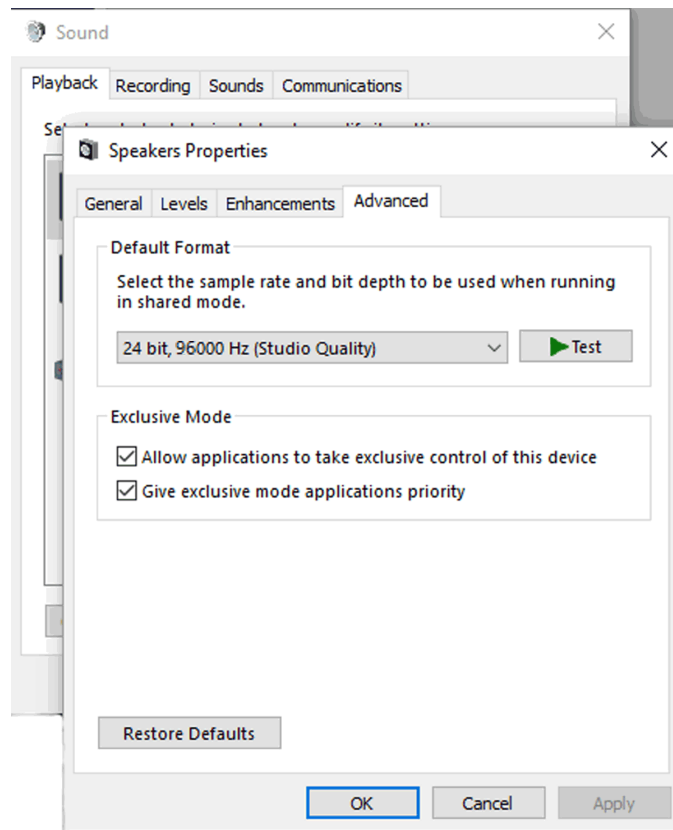 Sound
Playback Recording Sounds Communications
Speakers Properties
General Levels Enhancements Advanced
Default Format
Select the sample rate and bit depth to be used when running
in shared mode.
24 bit, 96000 Hz (Studio Quality)
Test
Exclusive Mode
Allow applications to take exclusive control of this device
Give exclusive mode applications priority
Restore Defaults
OK Cancel Apply